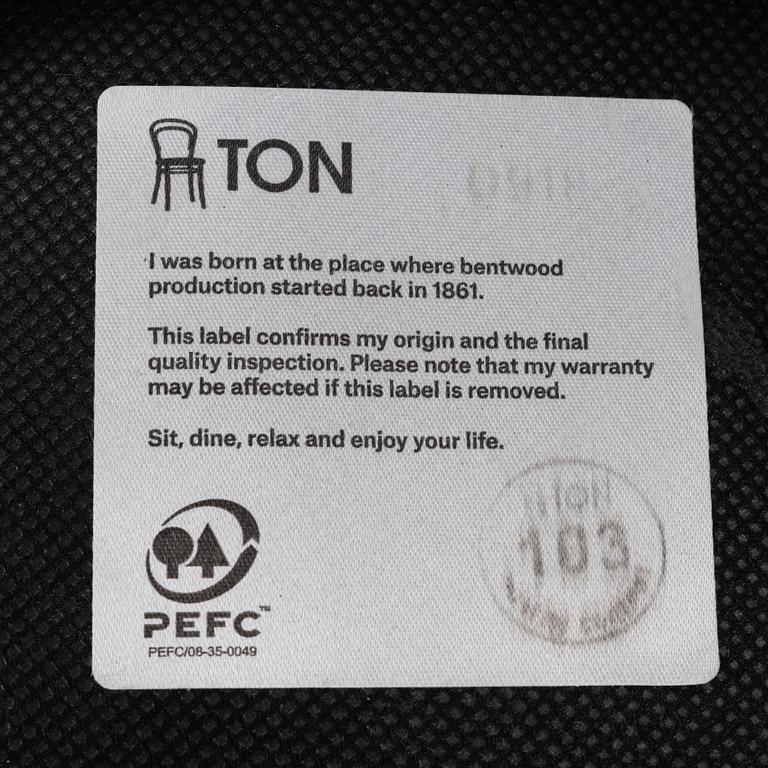 TON
I was born at the place where bentwood
production started back in 1861.
This label confirms my origin and the final
quality inspection. Please note that my warranty
may be affected if this label is removed.
Sit, dine, relax and enjoy your life.
TON
103
PEFC™
PEFC/08-35-0049